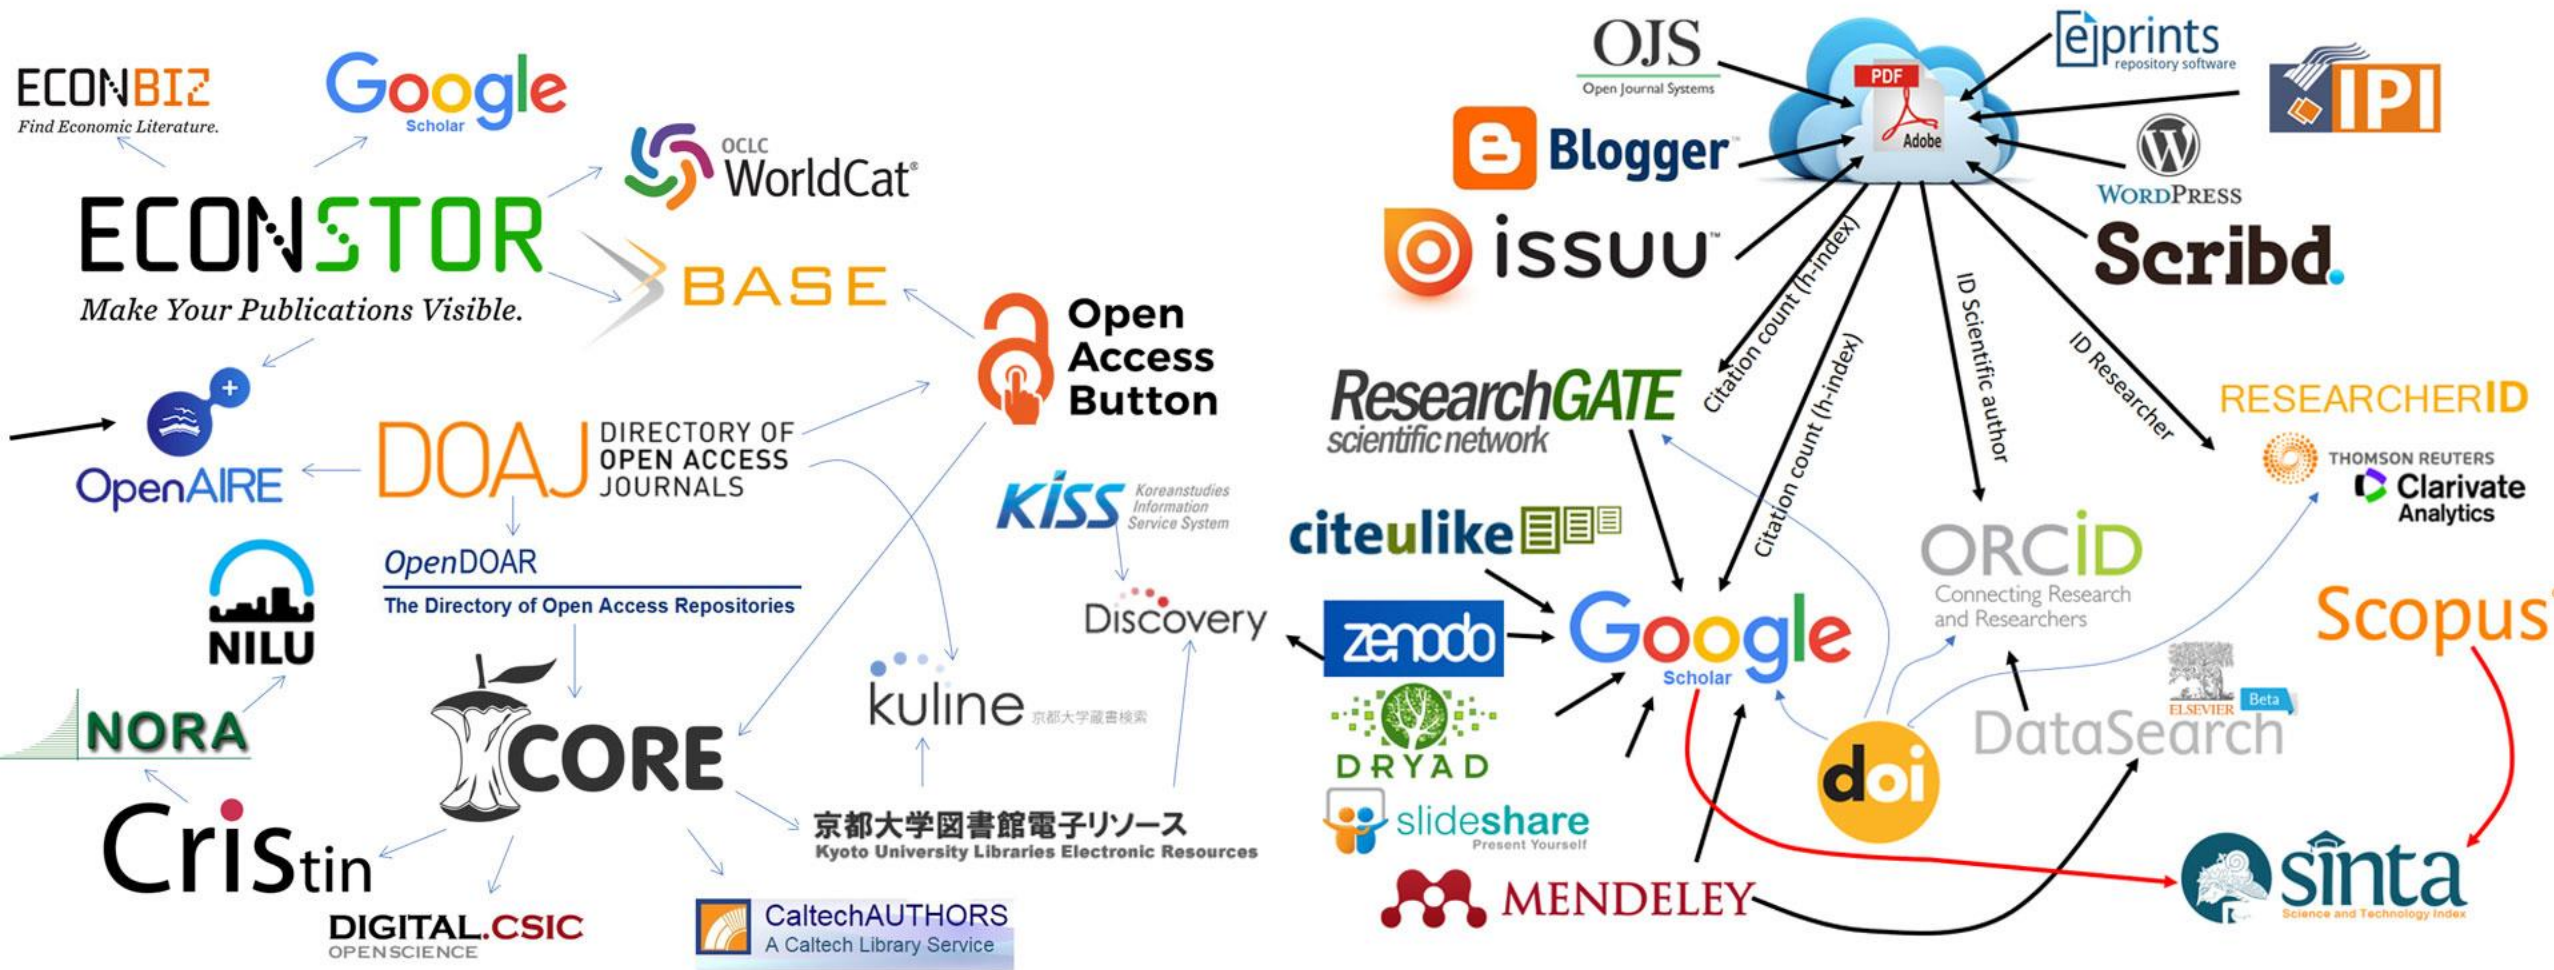 ECONBIZ
Find Economic Literature.
Google
Scholar
OCLC
WorldCat®
ECONSTOR
Make Your Publications Visible.
BASE
Open
Access
Button
OpenAIRE
DOAJ
DIRECTORY OF
OPEN ACCESS
JOURNALS
KISS
Koreanstudies
Information
Service System
NILU
OpenDOAR
The Directory of Open Access Repositories
Discovery
NORA
CORE
kuline 京都大学蔵書検索
Cristin
京都大学図書館電子リソース
Kyoto University Libraries Electronic Resources
DIGITAL.CSIC
OPENSCIENCE
CaltechAUTHORS
A Caltech Library Service
OJS
Open Journal Systems
PDF
Adobe
eprints
repository software
IPI
Blogger™
WORDPRESS
issuu™
Scribd.
Citation count (h-index)
Citation count (h-index)
ID Scientific author
ID Researcher
ResearchGATE
scientific network
RESEARCHERID
THOMSON REUTERS
Clarivate
Analytics
citeulike
ORCID
Connecting Research
and Researchers
zenodo
Google
Scholar
Scopus
DRYAD
ELSEVIER
Beta
DataSearch
doi
slideshare
Present Yourself
MENDELEY
sinta
Science and Technology Index